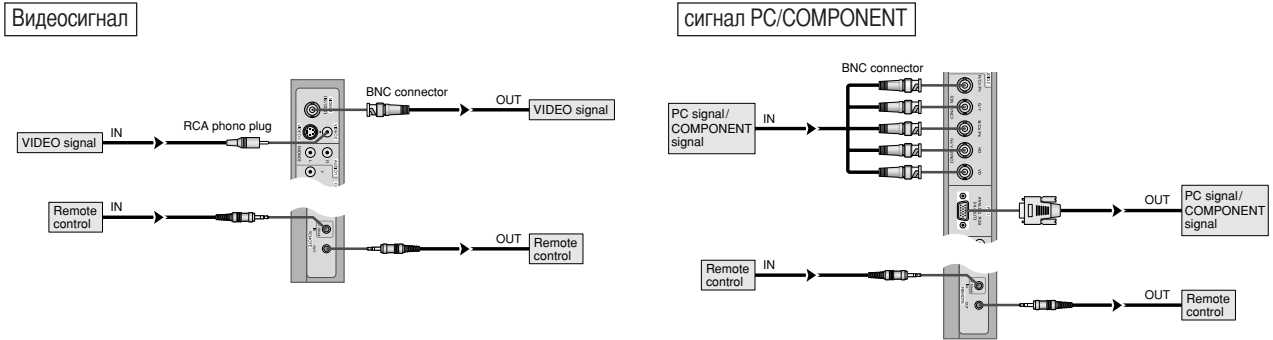 Видеосигнал
BNC connector
OUT
VIDEO signal
VIDEO signal
IN
RCA phono plug
Remote
control
IN
OUT
Remote
control
сигнал PC/COMPONENT
BNC connector
PC signal/
COMPONENT
signal
IN
OUT
PC signal/
COMPONENT
signal
Remote
control
IN
OUT
Remote
control